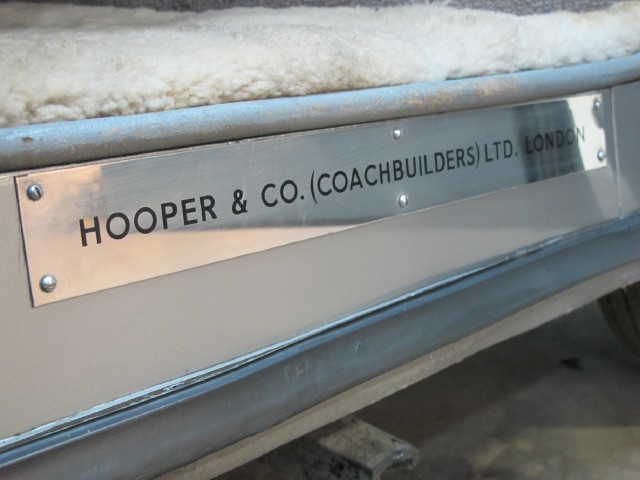 HOOPER & CO. (COACHBUILDERS) LTD. LONDON